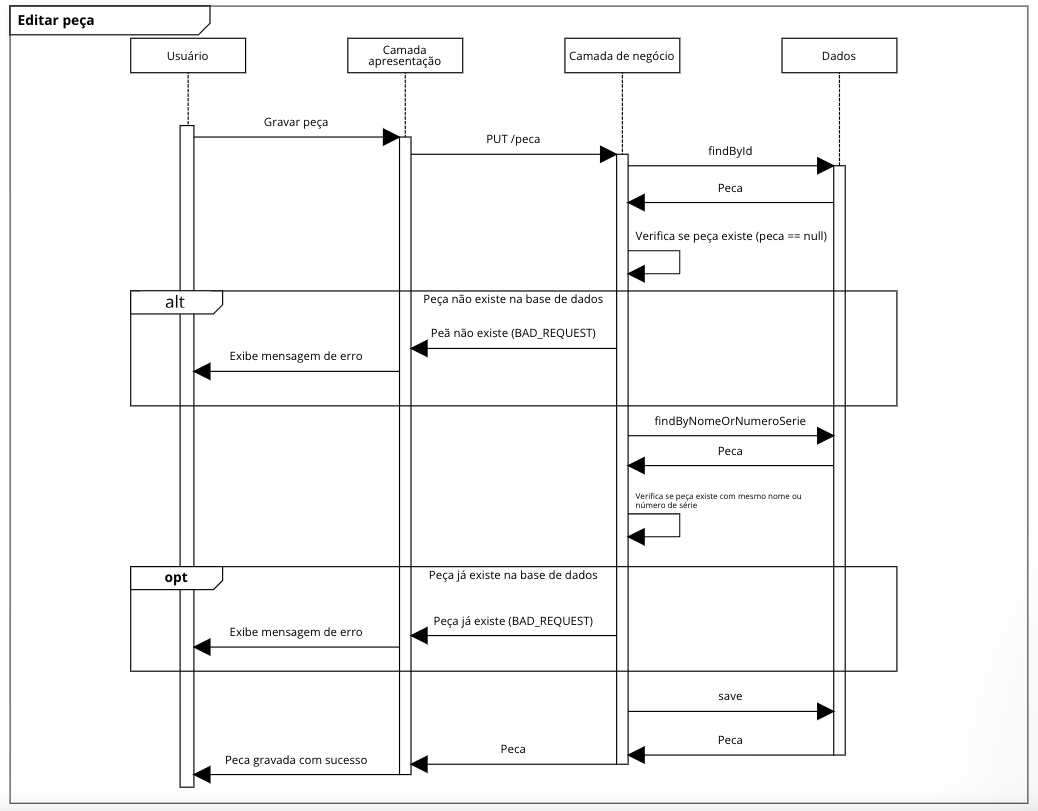 Editar peça
Usuário
Camada
apresentação
Camada de negócio
Dados
Gravar peça
PUT /peca
findById
Peca
Verifica se peça existe (peca == null)
alt
Peça não existe na base de dados
Peã não existe (BAD_REQUEST)
Exibe mensagem de erro
findByNomeOrNumeroSerie
Peca
Verifica se peça existe com mesmo nome ou
número de série
opt
Peça já existe na base de dados
Peça já existe (BAD_REQUEST)
Exibe mensagem de erro
save
Peca
Peca
Peca gravada com sucesso